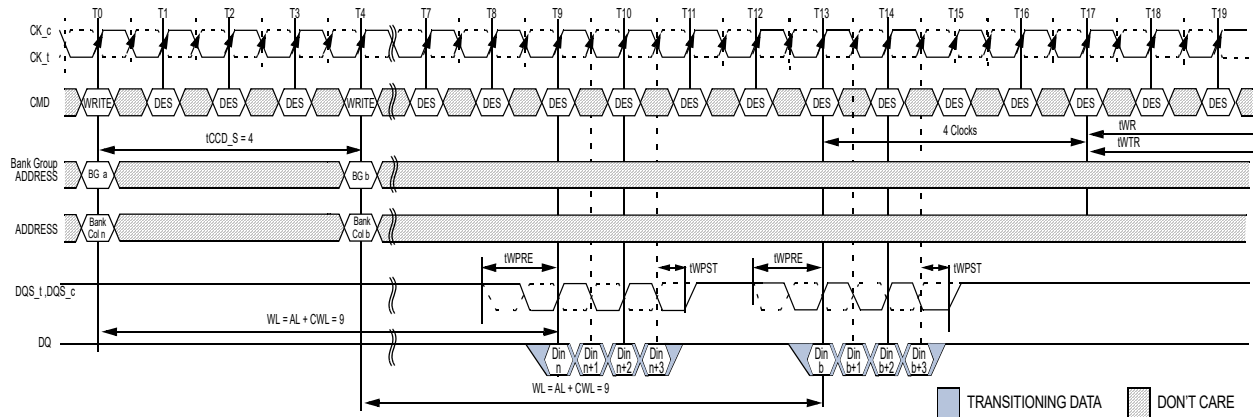 T0 T1 T2 T3 T4 T7 T8 T9 T10 T11 T12 T13 T14 T15 T16 T17 T18 T19
CK_c
CK_t
CMD WRITE DES DES DES WRITE DES DES DES DES DES DES DES DES DES DES DES DES DES
tCCD_S = 4 4 Clocks tWR
tWTR
Bank Group
ADDRESS BG a BG b
ADDRESS Bank Col n Bank Col b
tWPRE tWPST tWPRE tWPST
DQS_t ,DQS_c
WL = AL + CWL = 9
DQ Din n Din n+1 Din n+2 Din n+3 Din b Din b+1 Din b+2 Din b+3
WL = AL + CWL = 9
TRANSITIONING DATA DON'T CARE